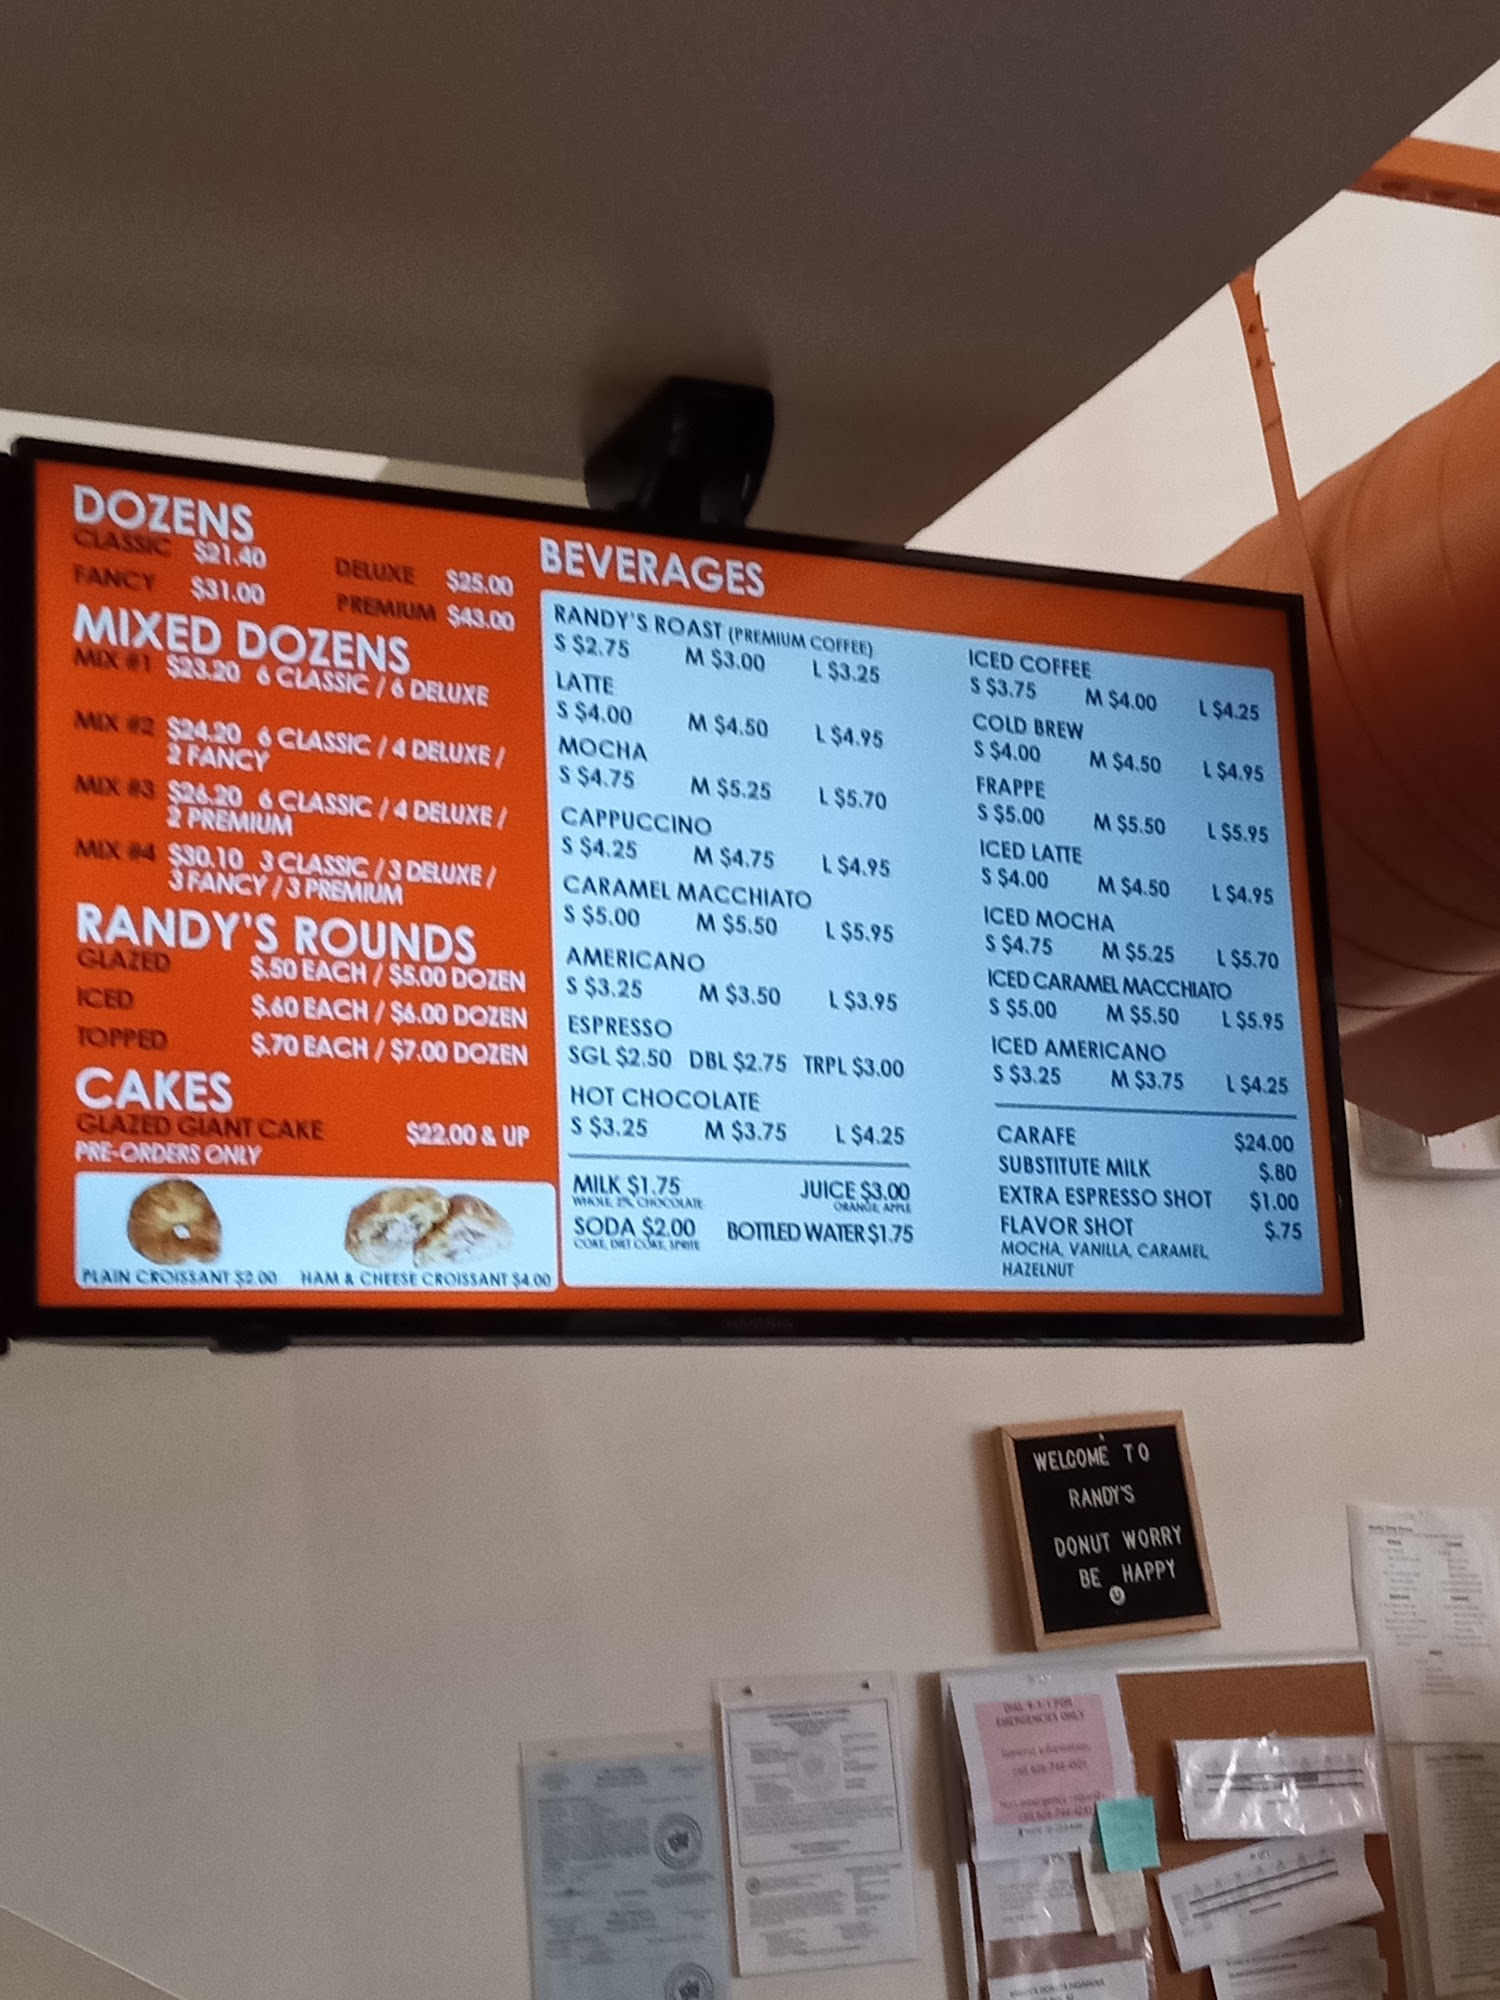 DOZENS
CLASSIC $21.40 DELUXE $25.00
FANCY $31.00 PREMIUM $43.00
MIXED DOZENS
MIX #1 $23.20 6 CLASSIC / 6 DELUXE
MIX #2 $24.20 6 CLASSIC / 4 DELUXE /
2 FANCY
MIX #3 $26.20 6 CLASSIC / 4 DELUXE /
2 PREMIUM
MIX #4 $30.10 3 CLASSIC / 3 DELUXE /
3 FANCY / 3 PREMIUM
RANDY'S ROUNDS
GLAZED $.50 EACH / $5.00 DOZEN
ICED $.60 EACH / $6.00 DOZEN
TOPPED $.70 EACH / $7.00 DOZEN
CAKES
GLAZED GIANT CAKE $22.00 & UP
PRE-ORDERS ONLY
PLAIN CROISSANT $2.00 HAM & CHEESE CROISSANT $4.00
BEVERAGES
RANDY'S ROAST (PREMIUM COFFEE)
S $2.75 M $3.00 L $3.25
LATTE
S $4.00 M $4.50 L $4.95
MOCHA
S $4.75 M $5.25 L $5.70
CAPPUCCINO
S $4.25 M $4.75 L $4.95
CARAMEL MACCHIATO
S $5.00 M $5.50 L $5.95
AMERICANO
S $3.25 M $3.50 L $3.95
ESPRESSO
SGL $2.50 DBL $2.75 TRPL $3.00
HOT CHOCOLATE
S $3.25 M $3.75 L $4.25
MILK $1.75 JUICE $3.00
WHOLE, 2%, CHOCOLATE ORANGE, APPLE
SODA $2.00 BOTTLED WATER $1.75
COKE, DIET COKE, SPRITE
ICED COFFEE
S $3.75 M $4.00 L $4.25
COLD BREW
S $4.00 M $4.50 L $4.95
FRAPPE
S $5.00 M $5.50 L $5.95
ICED LATTE
S $4.00 M $4.50 L $4.95
ICED MOCHA
S $4.75 M $5.25 L $5.70
ICED CARAMEL MACCHIATO
S $5.00 M $5.50 L $5.95
ICED AMERICANO
S $3.25 M $3.75 L $4.25
CARAFE $24.00
SUBSTITUTE MILK $.80
EXTRA ESPRESSO SHOT $1.00
FLAVOR SHOT $.75
MOCHA, VANILLA, CARAMEL,
HAZELNUT
WELCOME TO
RANDY'S
DONUT WORRY
BE HAPPY
DIAL 9-1-1 FOR
EMERGENCIES ONLY